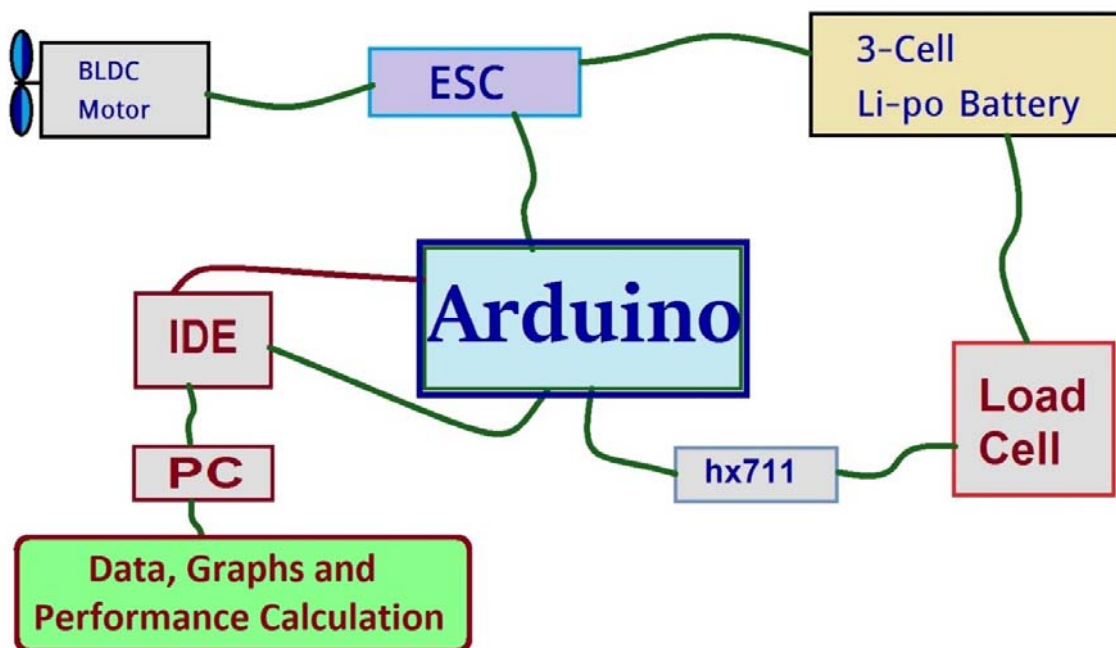 BLDC
Motor
ESC
3-Cell
Li-po Battery
Arduino
IDE
Load
Cell
PC
hx711
Data, Graphs and
Performance Calculation